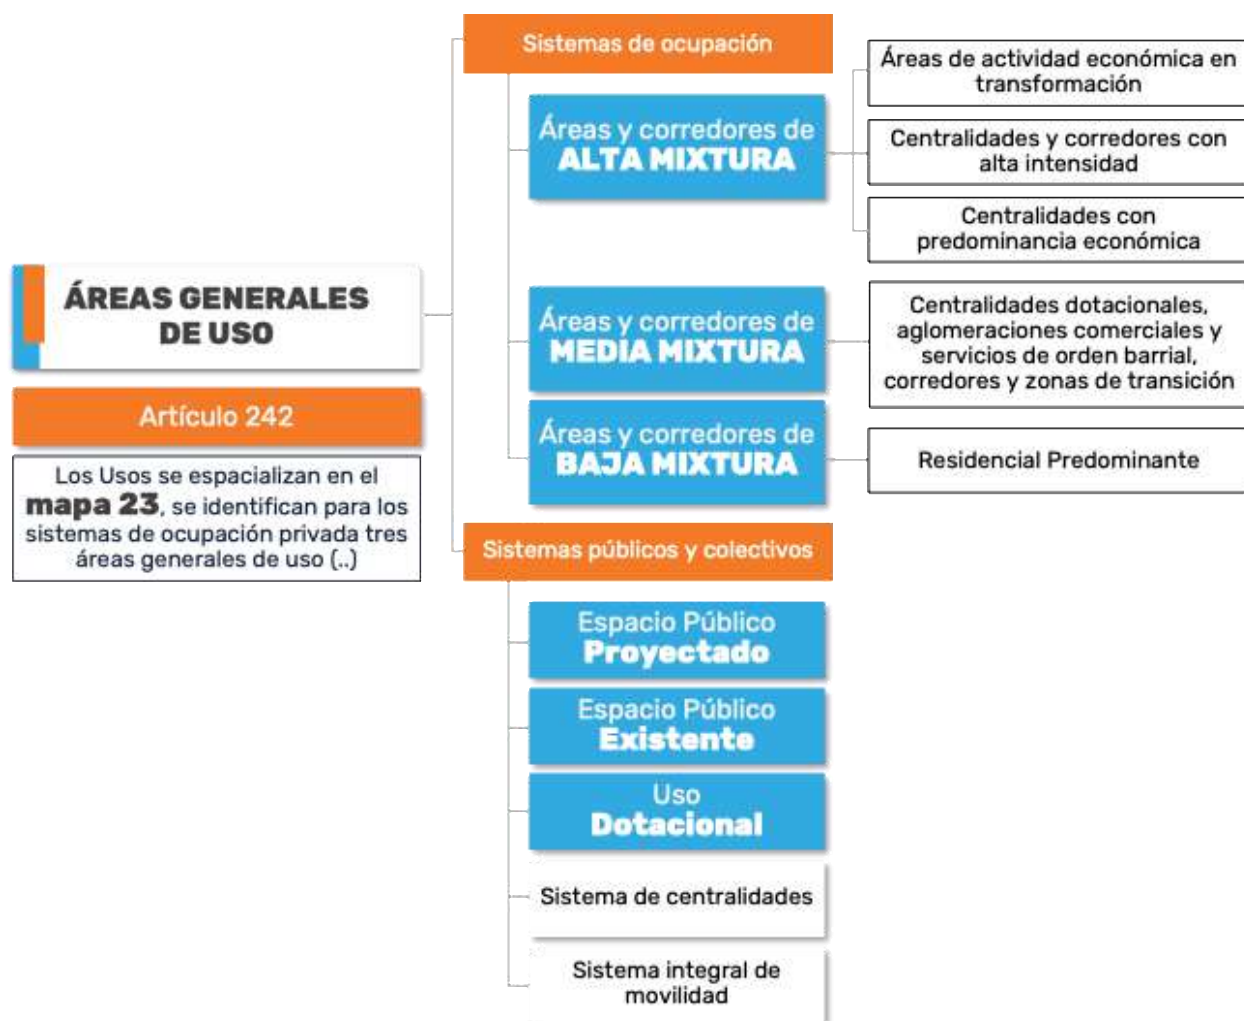 ÁREAS GENERALES
DE USO
Artículo 242
Los Usos se espacializan en el
mapa 23, se identifican para los
sistemas de ocupación privada tres
áreas generales de uso (..)
Sistemas de ocupación
Áreas y corredores de
ALTA MIXTURA
Áreas de actividad económica en
transformación
Centralidades y corredores con
alta intensidad
Centralidades con
predominancia económica
Áreas y corredores de
MEDIA MIXTURA
Centralidades dotacionales,
aglomeraciones comerciales y
servicios de orden barrial,
corredores y zonas de transición
Áreas y corredores de
BAJA MIXTURA
Residencial Predominante
Sistemas públicos y colectivos
Espacio Público
Proyectado
Espacio Público
Existente
Uso
Dotacional
Sistema de centralidades
Sistema integral de
movilidad